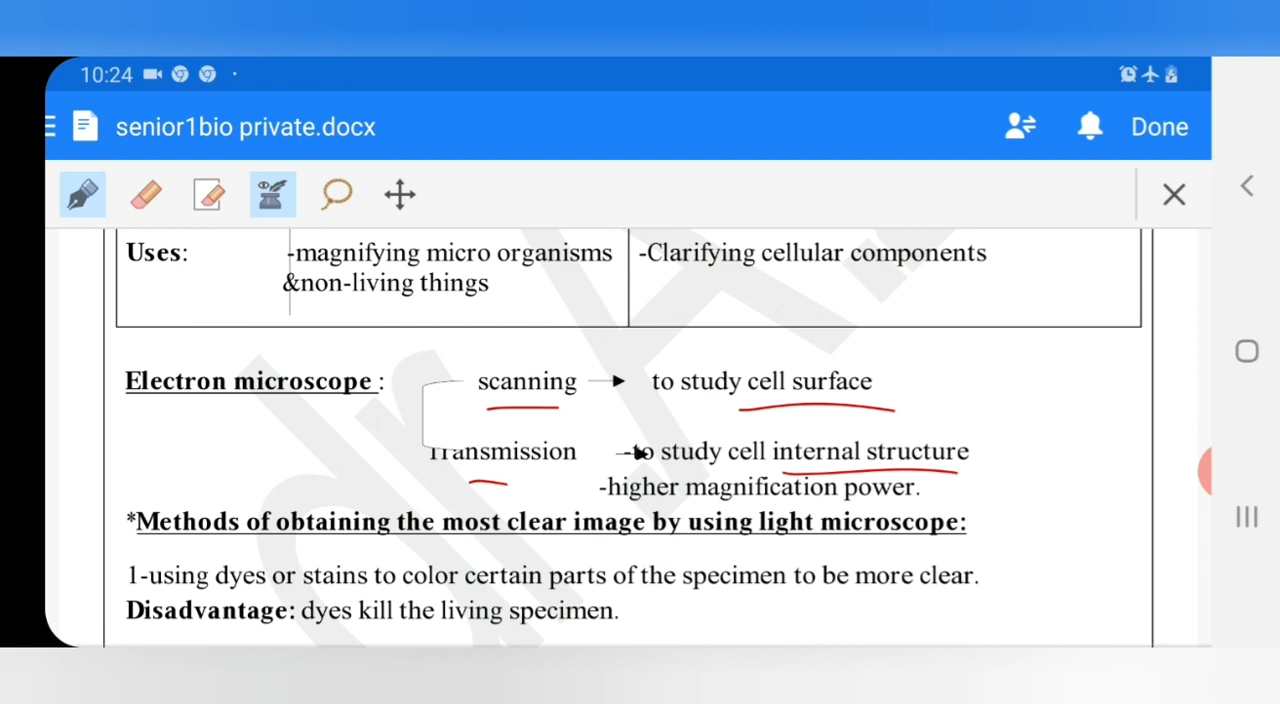 10:24
senior1bio private.docx
Done
Uses:
-magnifying micro organisms
&non-living things
-Clarifying cellular components
Electron microscope :
scanning
to study cell surface
Transmission
-to study cell internal structure
-higher magnification power.
*Methods of obtaining the most clear image by using light microscope:
1-using dyes or stains to color certain parts of the specimen to be more clear.
Disadvantage: dyes kill the living specimen.